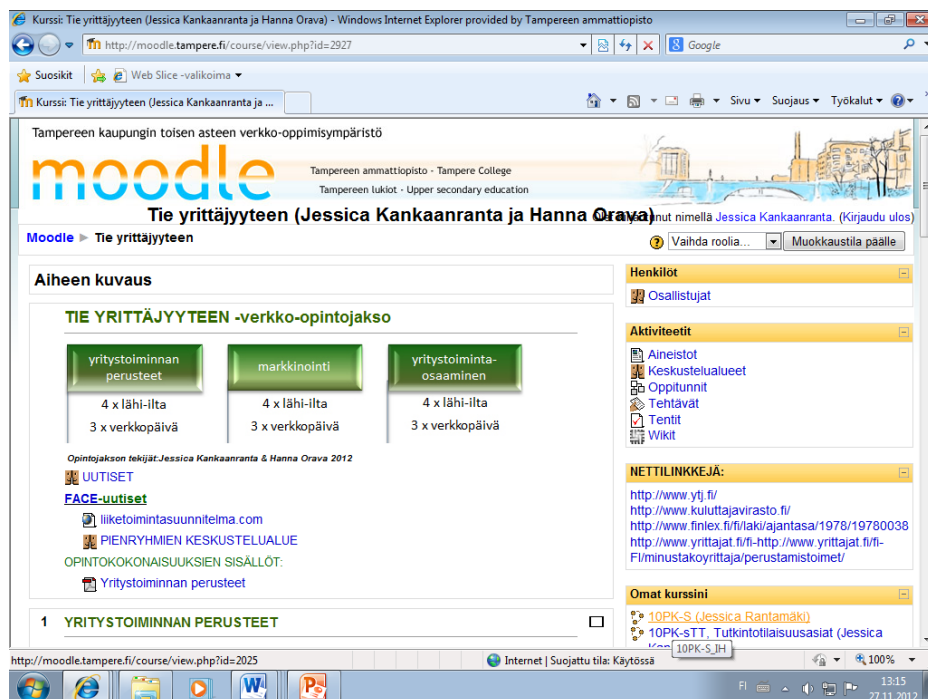 Kurssi: Tie yrittäjyyteen (Jessica Kankaanranta ja Hanna Orava) - Windows Internet Explorer provided by Tampereen ammattiopisto
http://moodle.tampere.fi/course/view.php?id=2927
Google
Suosikit Web Slice -valikoima
Kurssi: Tie yrittäjyyteen (Jessica Kankaanranta ja ...
Sivu Suojaus Työkalut
Tampereen kaupungin toisen asteen verkko-oppimisympäristö
moodle
Tampereen ammattiopisto - Tampere College
Tampereen lukiot - Upper secondary education
Tie yrittäjyyteen (Jessica Kankaanranta ja Hanna Orava)
nimellä Jessica Kankaanranta. (Kirjaudu ulos)
Moodle ► Tie yrittäjyyteen
Vaihda roolia... Muokkaustila päälle
Aiheen kuvaus
TIE YRITTÄJYYTEEN -verkko-opintojakso
yritystoiminnan
perusteet
4 x lähi-ilta
3 x verkkopäivä
markkinointi
4 x lähi-ilta
3 x verkkopäivä
yritystoiminta-
osaaminen
4 x lähi-ilta
3 x verkkopäivä
Opintojakson tekijät:Jessica Kankaanranta & Hanna Orava 2012
UUTISET
FACE-uutiset
liiketoimintasuunnitelma.com
PIENRYHMIEN KESKUSTELUALUE
OPINTOKOKONAISUUKSIEN SISÄLLÖT:
Yritystoiminnan perusteet
1 YRITYSTOIMINNAN PERUSTEET
Henkilöt
Osallistujat
Aktiviteetit
Aineistot
Keskustelualueet
Oppitunnit
Tehtävät
Tentit
Wikit
NETTILINKKEJÄ:
http://www.ytj.fi/
http://www.kuluttajavirasto.fi/
http://www.finlex.fi/fi/laki/ajantasa/1978/19780038
http://www.yrittajat.fi/fi-http://www.yrittajat.fi/fi-
FI/minustakoyrittaja/perustamistoimet/
Omat kurssini
10PK-S (Jessica Rantamäki)
10PK-sTT, Tutkintotilaisuusasiat (Jessica
10PK-S_IH
http://moodle.tampere.fi/course/view.php?id=2025
Internet | Suojattu tila: Käytössä
100%
FI
13:15
27.11.2012